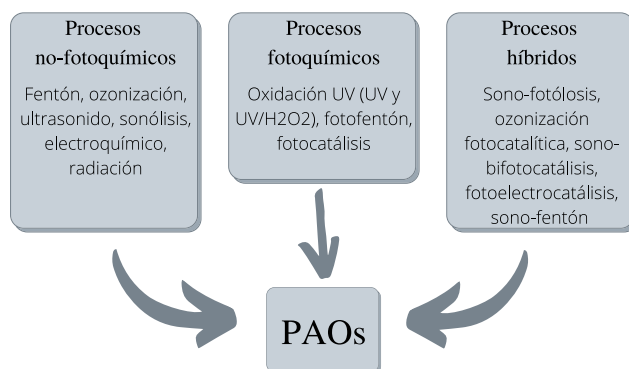 Procesos
no-fotoquímicos
Fentón, ozonización,
ultrasonido, sonólisis,
electroquímico,
radiación
Procesos
fotoquímicos
Oxidación UV (UV y
UV/H2O2), fotofentón,
fotocatálisis
Procesos
híbridos
Sono-fotólosis,
ozonización
fotocatalítica, sono-
bifotocatálisis,
fotoelectrocatálisis,
sono-fentón
PAOs